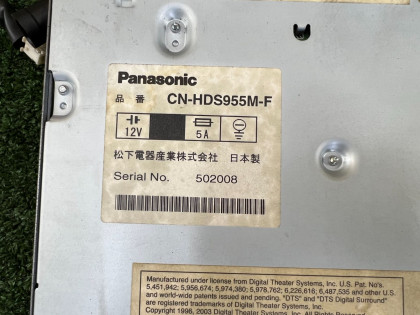 Panasonic
品 番 CN-HDS955M-F
12V 5A
松下電器産業株式会社 日本製
Serial No. 502008
Manufactured under license from Digital Theater Systems, Inc. U.S. Pat. No's
5,451,942; 5,956,674; 5,974,380; 5,978,762; 6,226,616; 6,487,535 and other U.S.
and world-wide patents issued and pending. "DTS" and "DTS Digital Surround"
are registered trademarks of Digital Theater Systems, Inc.
Copyright 1996, 2003 Digital Theater Systems, Inc. All Rights